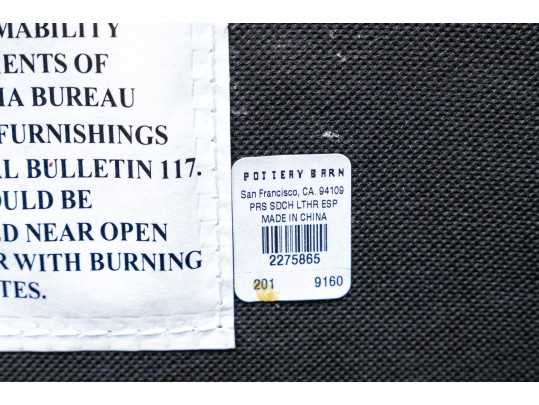 MABILITY
ENTS OF
IA BUREAU
FURNISHINGS
AL BULLETIN 117.
OULD BE
D NEAR OPEN
R WITH BURNING
TES.
POTTERY BARN
San Francisco, CA. 94109
PRS SDCH LTHR ESP
MADE IN CHINA
2275865
201 9160